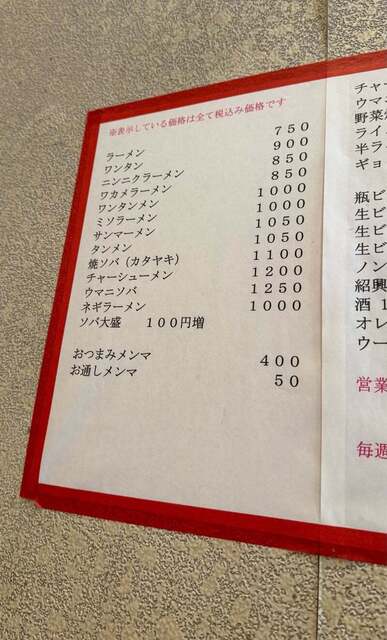 ※表示している価格は全て税込み価格です
ラーメン 750
ワンタン 900
ニンニクラーメン 850
ワカメラーメン 850
ワンタンメン 1000
ミソラーメン 1000
サンマーメン 1050
タンメン 1050
焼ソバ（カタヤキ） 1100
チャーシューメン 1200
ウマニソバ 1250
ネギラーメン 1000
ソバ大盛 100円増
おつまみメンマ 400
お通しメンマ 50
チャ
ウマ
野菜
ライ
半ラ
ギョ
瓶ビ
生ビ
生ビ
生ビ
ノン
紹興
酒 1
オレ
ウー
営業
毎週